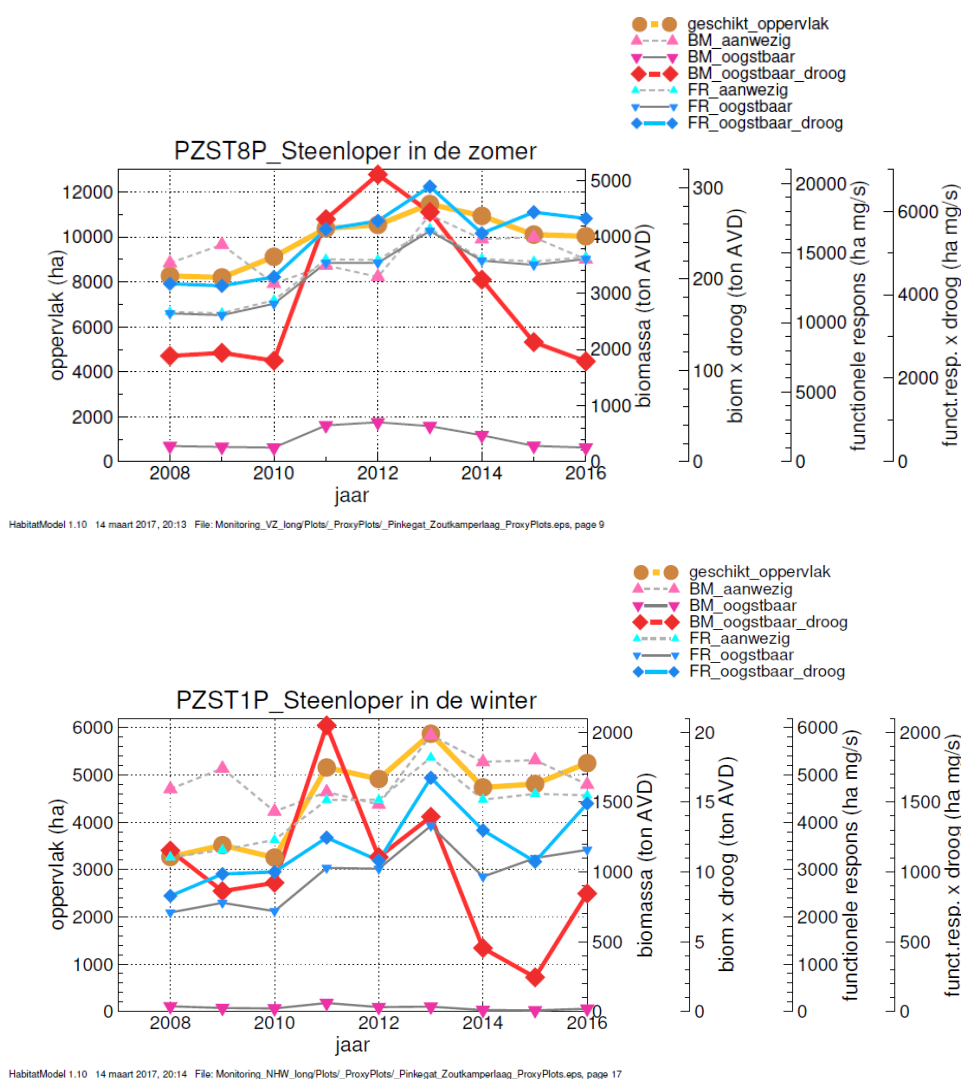 geschikt_oppervlak
BM_aanwezig
BM_oogstbaar
BM_oogstbaar_droog
FR_aanwezig
FR_oogstbaar
FR_oogstbaar_droog
PZST8P_Steenloper in de zomer
oppervlak (ha)
12000
10000
8000
6000
4000
2000
0
2008
2010
2012
2014
2016
jaar
biomassa (ton AVD)
5000
4000
3000
2000
1000
0
biom x droog (ton AVD)
300
200
100
0
functionele respons (ha mg/s)
20000
15000
10000
5000
0
funct.resp. x droog (ha mg/s)
6000
4000
2000
0
HabitatModel 1.10 14 maart 2017, 20:13 File: Monitoring_VZ_long/Plots/_ProxyPlots/_Pinkegat_Zoutkamperlaag_ProxyPlots.eps, page 9
geschikt_oppervlak
BM_aanwezig
BM_oogstbaar
BM_oogstbaar_droog
FR_aanwezig
FR_oogstbaar
FR_oogstbaar_droog
PZST1P_Steenloper in de winter
oppervlak (ha)
6000
5000
4000
3000
2000
1000
0
2008
2010
2012
2014
2016
jaar
biomassa (ton AVD)
2000
1500
1000
500
0
biom x droog (ton AVD)
20
15
10
5
0
functionele respons (ha mg/s)
6000
5000
4000
3000
2000
1000
0
funct.resp. x droog (ha mg/s)
2000
1500
1000
500
0
HabitatModel 1.10 14 maart 2017, 20:14 File: Monitoring_NHW_long/Plots/_ProxyPlots/_Pinkegat_Zoutkamperlaag_ProxyPlots.eps, page 17